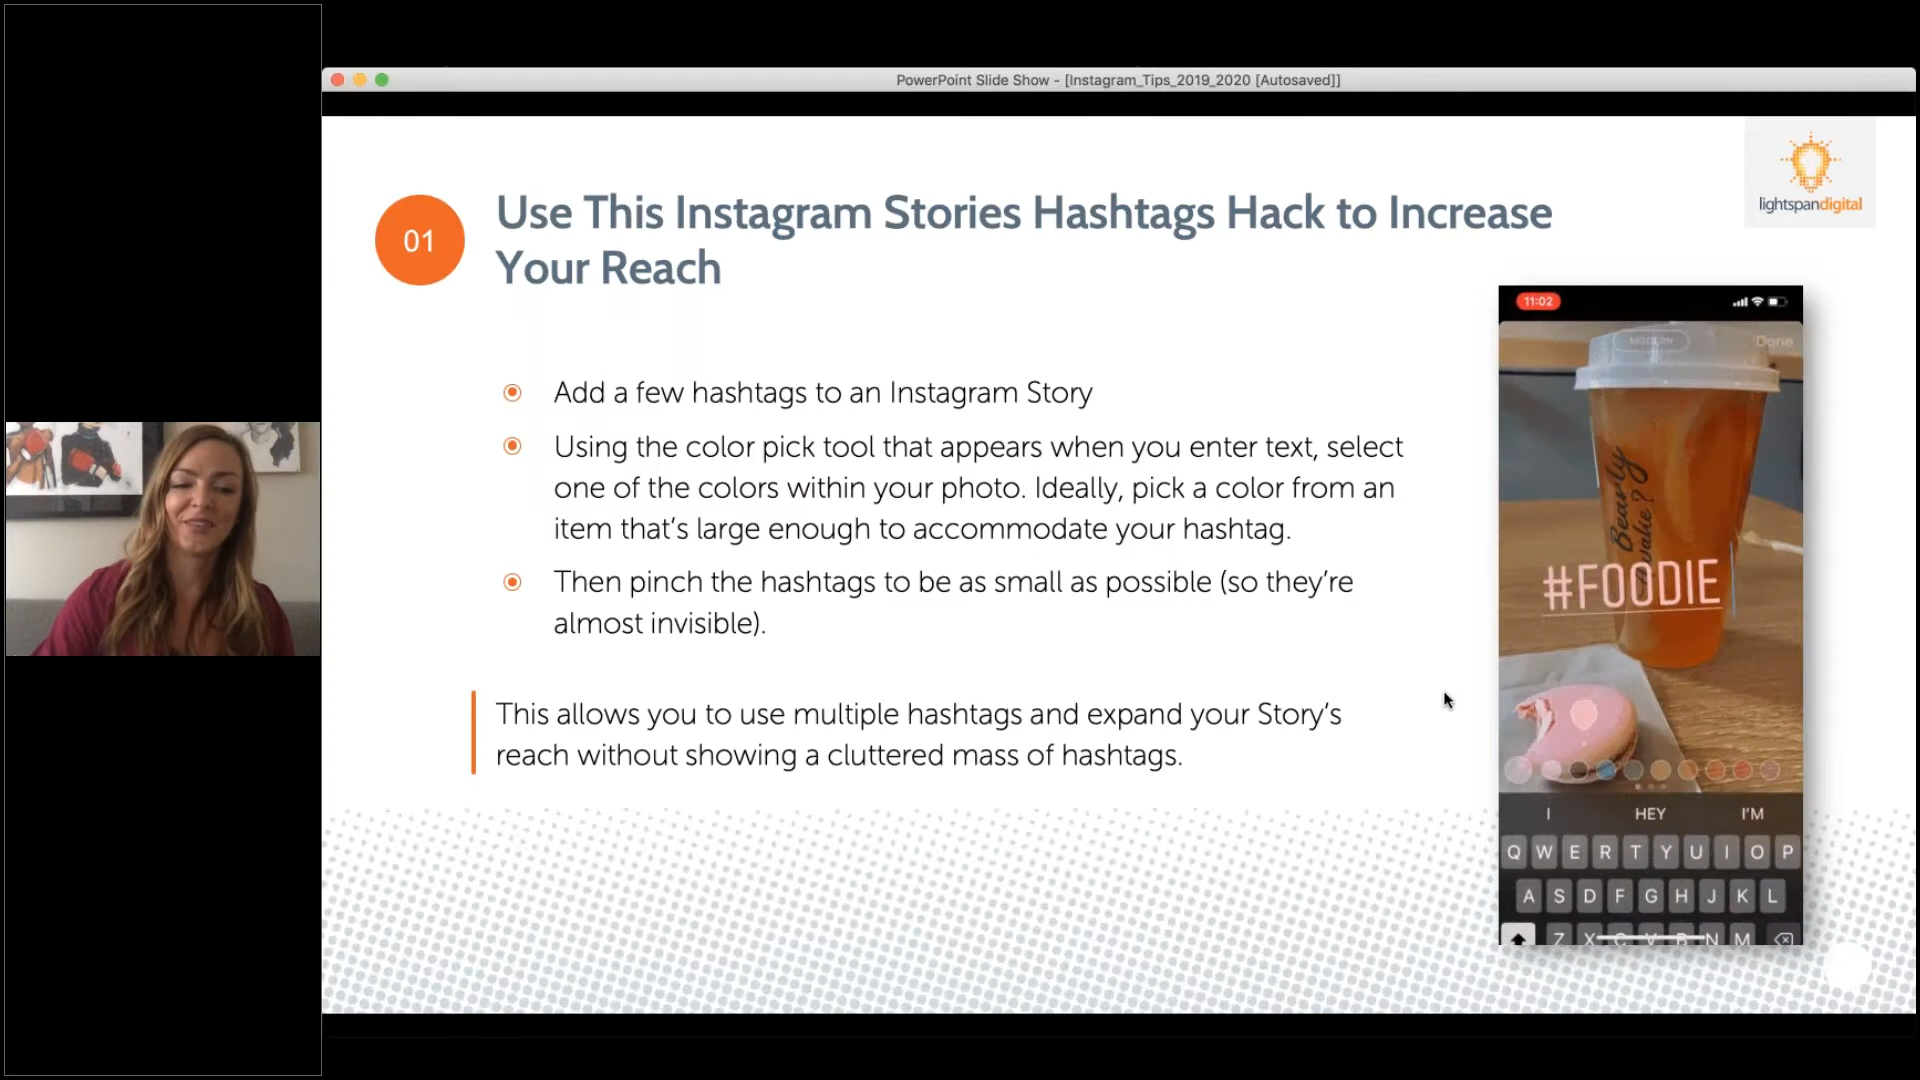 PowerPoint Slide Show - [Instagram_Tips_2019_2020 [Autosaved]]
lightspandigital
01
Use This Instagram Stories Hashtags Hack to Increase
Your Reach
Add a few hashtags to an Instagram Story
Using the color pick tool that appears when you enter text, select
one of the colors within your photo. Ideally, pick a color from an
item that's large enough to accommodate your hashtag.
Then pinch the hashtags to be as small as possible (so they're
almost invisible).
This allows you to use multiple hashtags and expand your Story's
reach without showing a cluttered mass of hashtags.
11:02
MODERN
Done
Bearly
#FOODIE
I HEY I'M
Q W E R T Y U I O P
A S D F G H J K L
Z X C V B N M